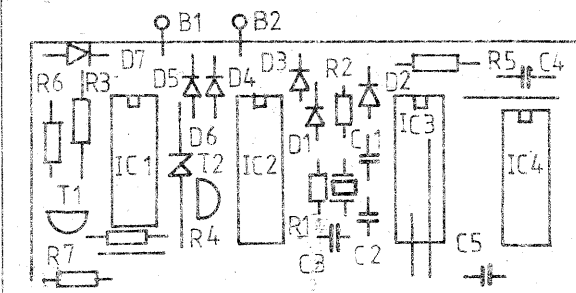 B1 B2
D7 D5 D4 D3 R2 D2 R5 C4
R6 R3
D6 D1 C1 IC3
IC1 T2 IC2 IC4
T1
R4 R1
R7 C3 C2 C5